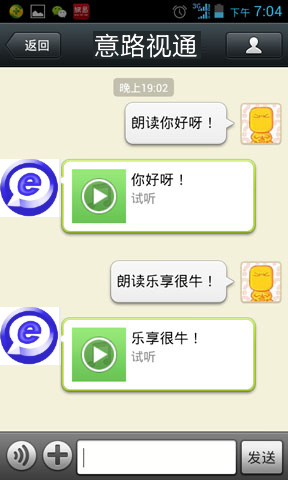 3G
下午 7:04
返回
意路视通
晚上19:02
朗读你好呀！
你好呀！
试听
朗读乐享很牛！
乐享很牛！
试听
发送